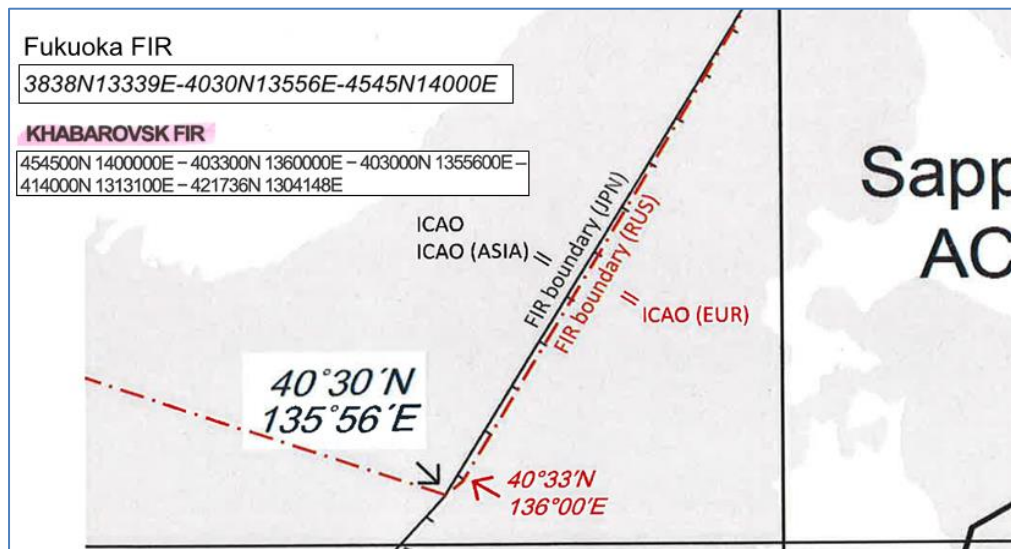 Fukuoka FIR
3838N13339E-4030N13556E-4545N14000E
KHABAROVSK FIR
454500N 1400000E – 403300N 1360000E – 403000N 1355600E –
414000N 1313100E – 421736N 1304148E
ICAO
ICAO (ASIA) =
FIR boundary (JPN)
FIR boundary (RUS)
= ICAO (EUR)
Sapp
AC
40°30′N
135°56′E
40°33′N
136°00′E